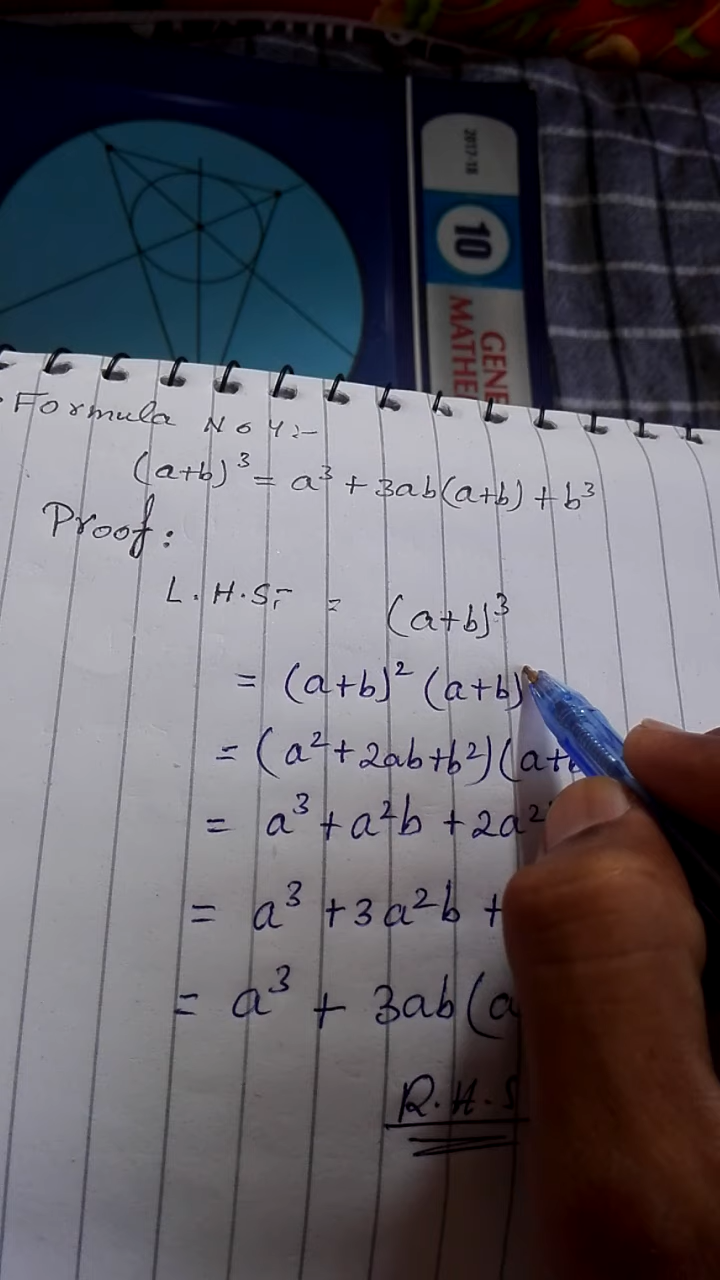 2017-18
10
GENE
MATHE
Formula No 4:-
(a+b)³ = a³ + 3ab(a+b) + b³
Proof:
L.H.S:- = (a+b)³
= (a+b)² (a+b)
= (a²+2ab+b²)(a+b
= a³ +a²b +2a²
= a³ +3a²b +
= a³ + 3ab(a
R.H.S